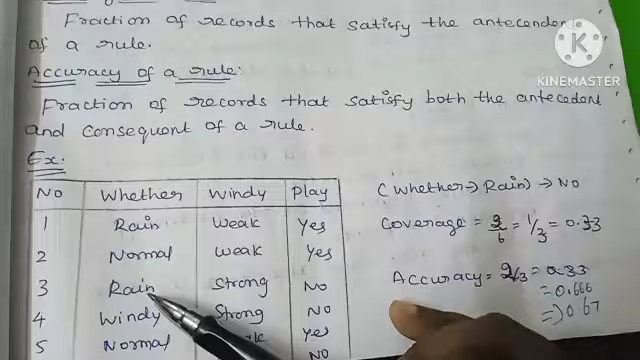 Fraction of records that satisfy the antecedent
of a rule.
Accuracy of a rule:
Fraction of records that satisfy both the antecedent
and consequent of a rule.
Ex:
No Whether Windy Play
1 Rain Weak Yes
2 Normal Weak Yes
3 Rain Strong No
4 Windy Strong No
5 Normal Yes
No
(Whether → Rain) → No
Coverage = 2/6 = 1/3 = 0.33
Accuracy = 2/3 = 0.33
= 0.666
=> 0.67
KINEMASTER